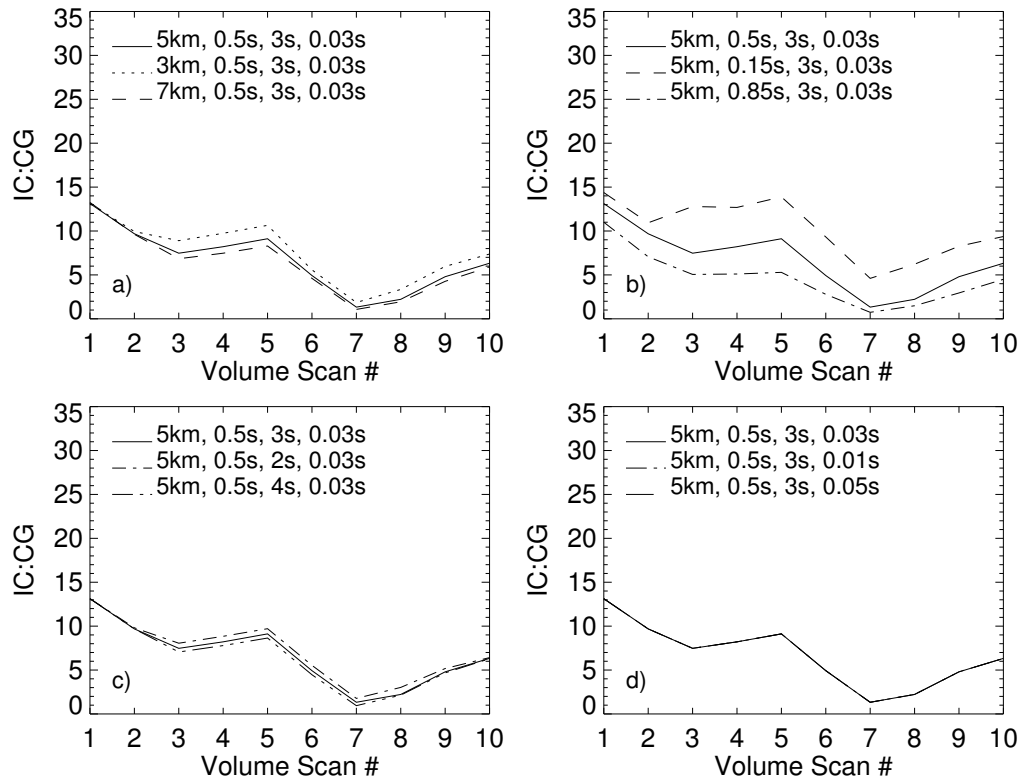 35
30
25
20
15
10
5
0
IC:CG
5km, 0.5s, 3s, 0.03s
3km, 0.5s, 3s, 0.03s
7km, 0.5s, 3s, 0.03s
a)
1 2 3 4 5 6 7 8 9 10
Volume Scan #
35
30
25
20
15
10
5
0
IC:CG
5km, 0.5s, 3s, 0.03s
5km, 0.15s, 3s, 0.03s
5km, 0.85s, 3s, 0.03s
b)
1 2 3 4 5 6 7 8 9 10
Volume Scan #
35
30
25
20
15
10
5
0
IC:CG
5km, 0.5s, 3s, 0.03s
5km, 0.5s, 2s, 0.03s
5km, 0.5s, 4s, 0.03s
c)
1 2 3 4 5 6 7 8 9 10
Volume Scan #
35
30
25
20
15
10
5
0
IC:CG
5km, 0.5s, 3s, 0.03s
5km, 0.5s, 3s, 0.01s
5km, 0.5s, 3s, 0.05s
d)
1 2 3 4 5 6 7 8 9 10
Volume Scan #